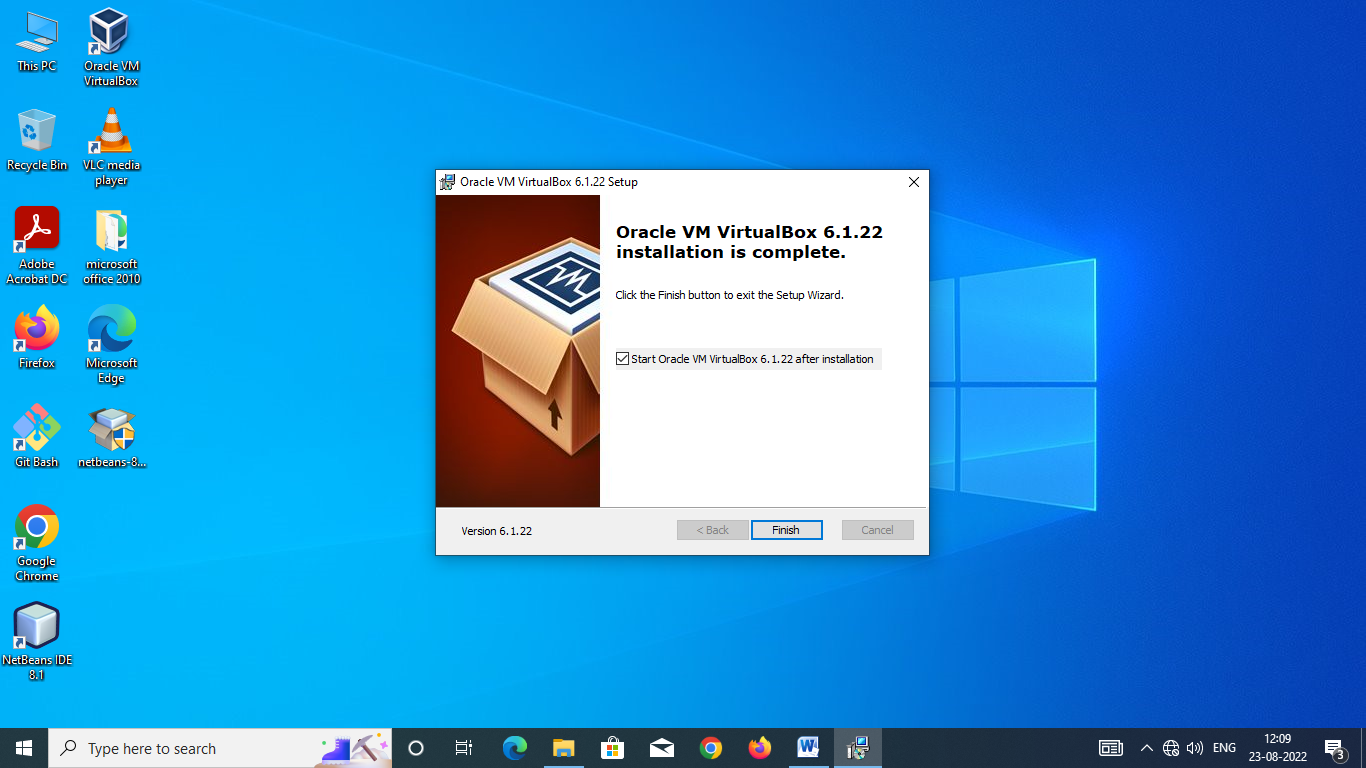 This PC
Oracle VM
VirtualBox
Recycle Bin
VLC media
player
Adobe
Acrobat DC
microsoft
office 2010
Firefox
Microsoft
Edge
Git Bash
netbeans-8...
Google
Chrome
NetBeans IDE
8.1
Oracle VM VirtualBox 6.1.22 Setup
Oracle VM VirtualBox 6.1.22
installation is complete.
Click the Finish button to exit the Setup Wizard.
Start Oracle VM VirtualBox 6.1.22 after installation
Version 6.1.22
< Back
Finish
Cancel
Type here to search
ENG
12:09
23-08-2022
3